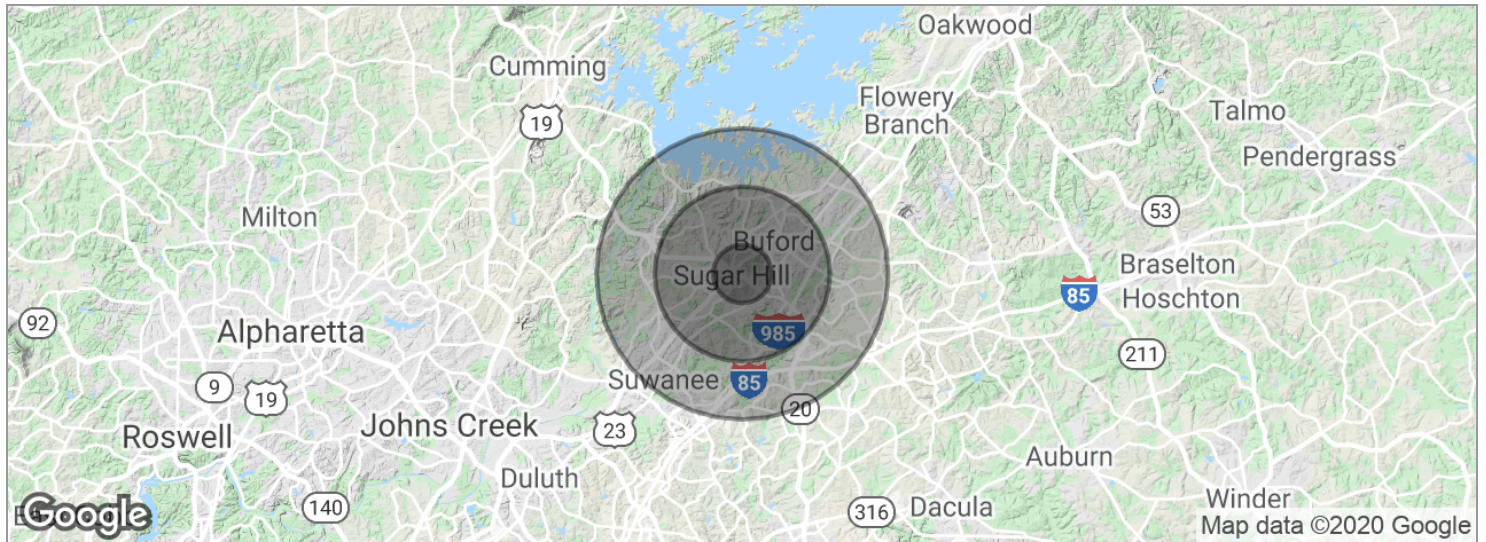 Oakwood
Cumming
19
Flowery
Branch
Talmo
Pendergrass
Milton
53
Buford
Sugar Hill
Braselton
85
Hoschton
92
Alpharetta
985
211
Suwanee
85
9
19
20
Johns Creek
23
Roswell
Auburn
Duluth
140
316
Dacula
Winder
Google
Map data ©2020 Google